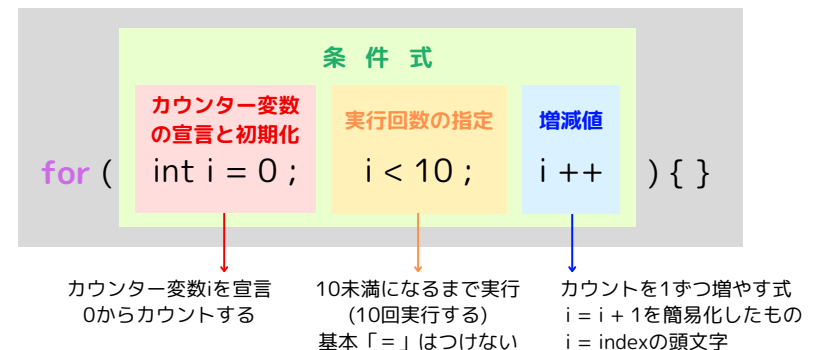 条 件 式
カウンター変数
の宣言と初期化
実行回数の指定
増減値
for ( int i = 0 ; i < 10 ; i ++ ) { }
カウンター変数iを宣言
0からカウントする
10未満になるまで実行
(10回実行する)
基本「=」はつけない
カウントを1ずつ増やす式
i = i + 1を簡易化したもの
i = indexの頭文字